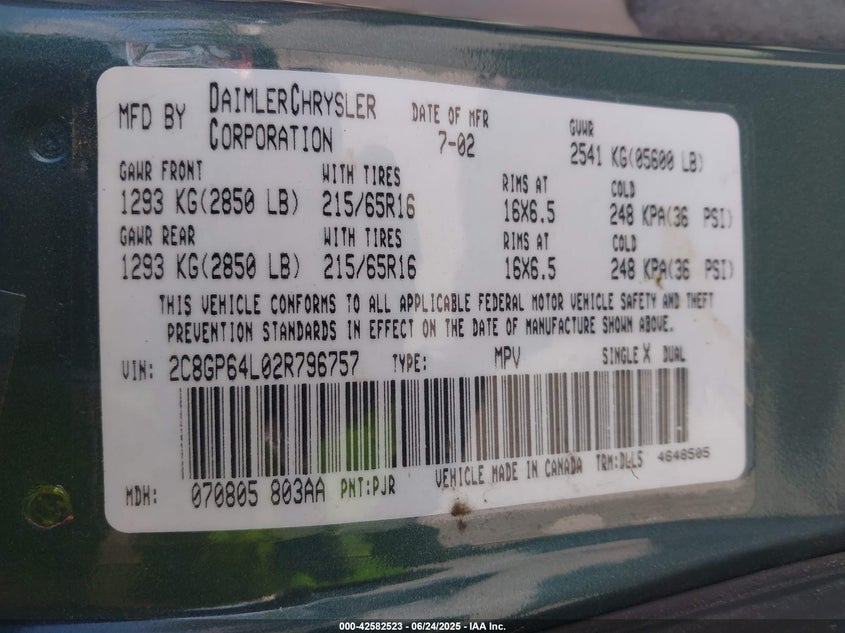 MFD BY DAIMLERCHRYSLER CORPORATION DATE OF MFR 7-02 GVWR 2541 KG(05600 LB)
GAWR FRONT WITH TIRES RIMS AT COLD
1293 KG(2850 LB) 215/65R16 16X6.5 248 KPA(36 PSI)
GAWR REAR WITH TIRES RIMS AT COLD
1293 KG(2850 LB) 215/65R16 16X6.5 248 KPA(36 PSI)
THIS VEHICLE CONFORMS TO ALL APPLICABLE FEDERAL MOTOR VEHICLE SAFETY AND THEFT
PREVENTION STANDARDS IN EFFECT ON THE DATE OF MANUFACTURE SHOWN ABOVE.
VIN: 2C8GP64L02R796757 TYPE: MPV SINGLE X DUAL
MDH: 070805 803AA PNT:PJR VEHICLE MADE IN CANADA TRM:DLL5 4648505
000-42582523 - 06/24/2025 - IAA Inc.